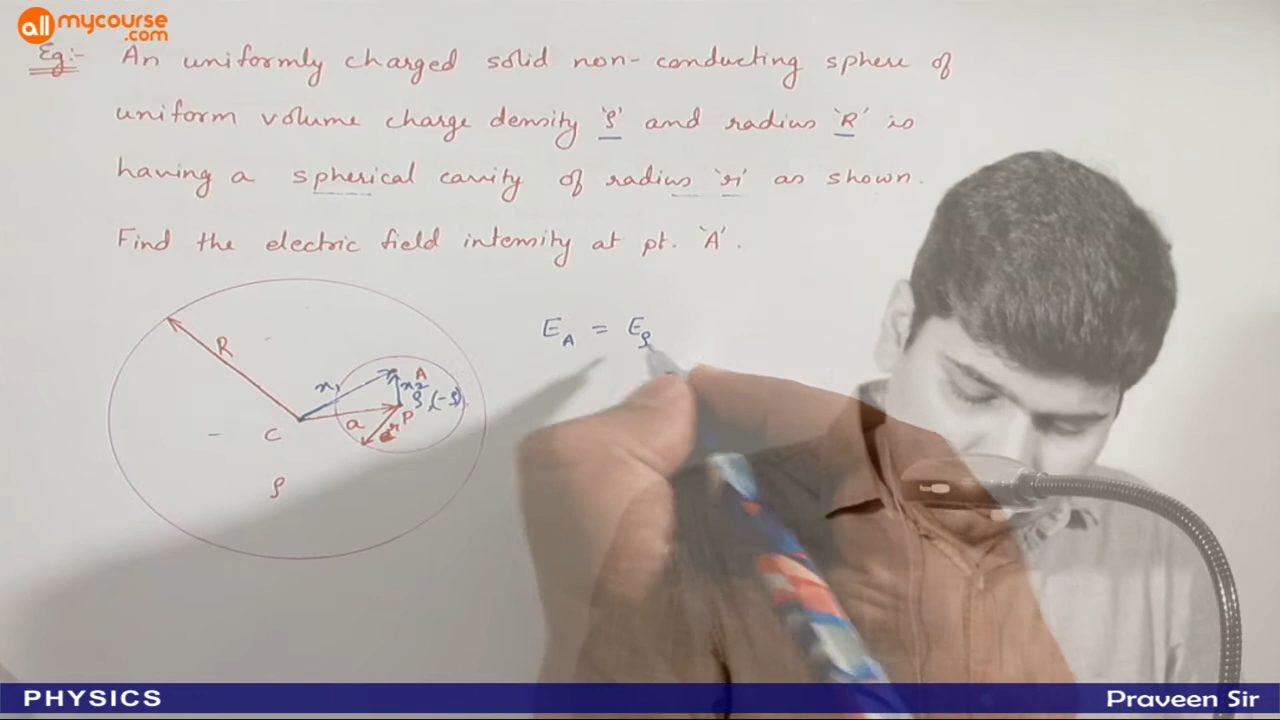 allmycourse.com
Eg:- An uniformly charged solid non-conducting sphere of
uniform volume charge density 'ρ' and radius 'R' is
having a spherical cavity of radius 'r' as shown.
Find the electric field intensity at pt. 'A'.
R
x₁
A
x₂
ρ,(-ρ)
P
a
r
C
ρ
E_A = E_ρ
PHYSICS
Praveen Sir